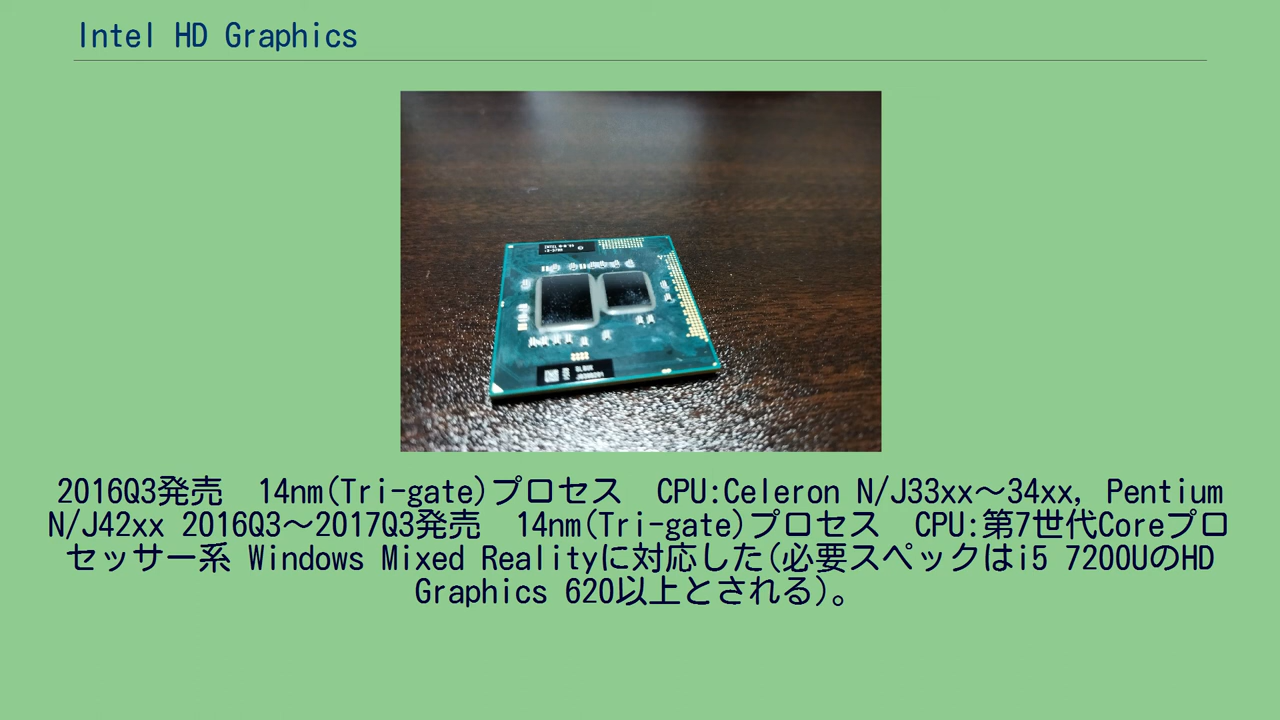 Intel HD Graphics
2016Q3発売　14nm(Tri-gate)プロセス　CPU:Celeron N/J33xx～34xx, Pentium
N/J42xx 2016Q3～2017Q3発売　14nm(Tri-gate)プロセス　CPU:第7世代Coreプロ
セッサー系 Windows Mixed Realityに対応した(必要スペックはi5 7200UのHD
Graphics 620以上とされる)。